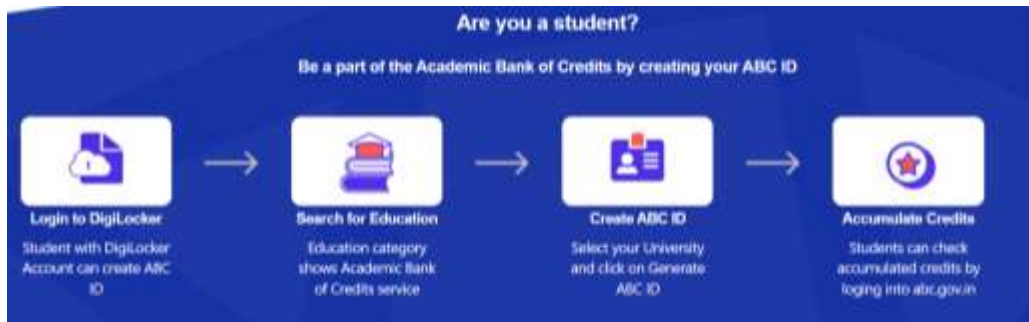 Are you a student?
Be a part of the Academic Bank of Credits by creating your ABC ID
Login to DigiLocker
Student with DigiLocker
Account can create ABC
ID
Search for Education
Education category
shows Academic Bank
of Credits service
Create ABC ID
Select your University
and click on Generate
ABC ID
Accumulate Credits
Students can check
accumulated credits by
loging into abc.gov.in